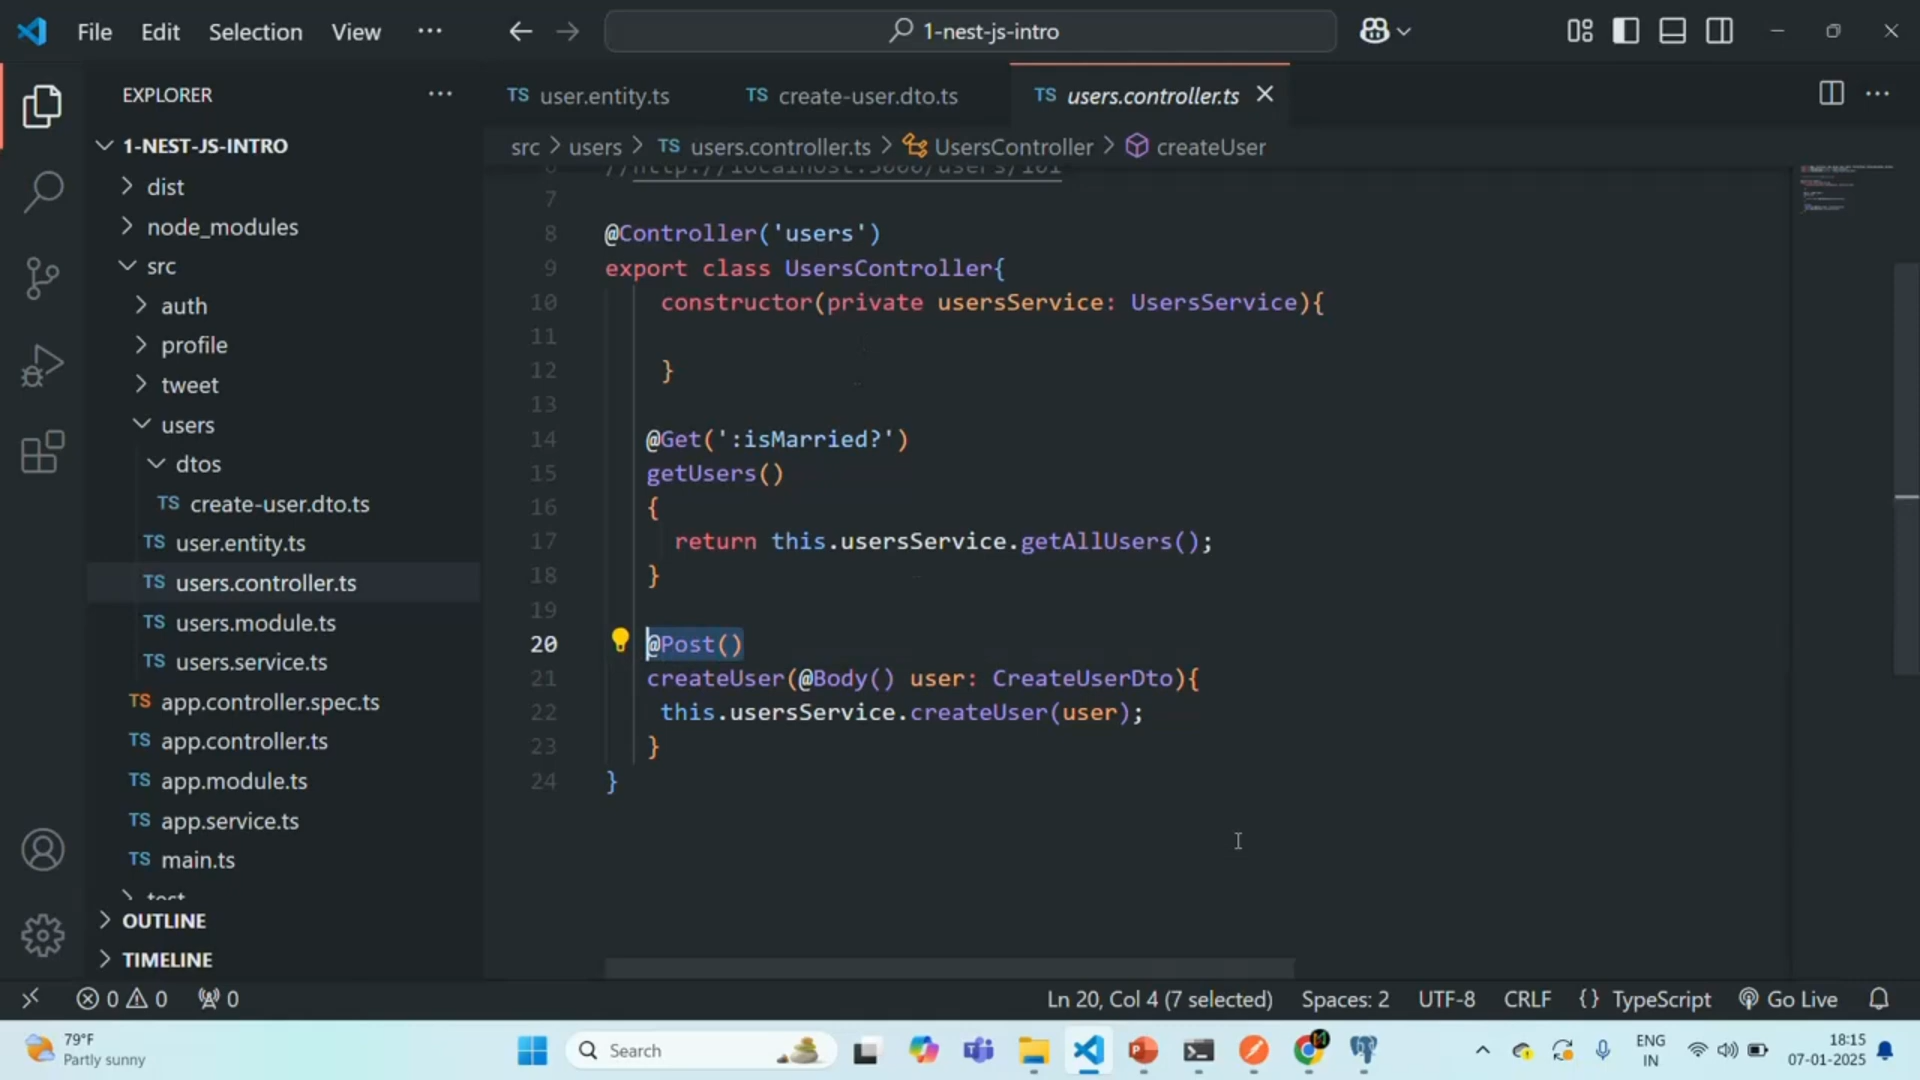 File Edit Selection View ···
1-nest-js-intro
EXPLORER ···
TS user.entity.ts
TS create-user.dto.ts
TS users.controller.ts
1-NEST-JS-INTRO
src > users > TS users.controller.ts > UsersController > createUser
dist
node_modules
src
auth
profile
tweet
users
dtos
TS create-user.dto.ts
TS user.entity.ts
TS users.controller.ts
TS users.module.ts
TS users.service.ts
TS app.controller.spec.ts
TS app.controller.ts
TS app.module.ts
TS app.service.ts
TS main.ts
OUTLINE
TIMELINE
7
8 @Controller('users')
9 export class UsersController{
10 constructor(private usersService: UsersService){
11
12 }
13
14 @Get(':isMarried?')
15 getUsers()
16 {
17 return this.usersService.getAllUsers();
18 }
19
20 @Post()
21 createUser(@Body() user: CreateUserDto){
22 this.usersService.createUser(user);
23 }
24 }
0 0 0
Ln 20, Col 4 (7 selected) Spaces: 2 UTF-8 CRLF {} TypeScript Go Live
79°F
Partly sunny
Search
ENG
IN
18:15
07-01-2025